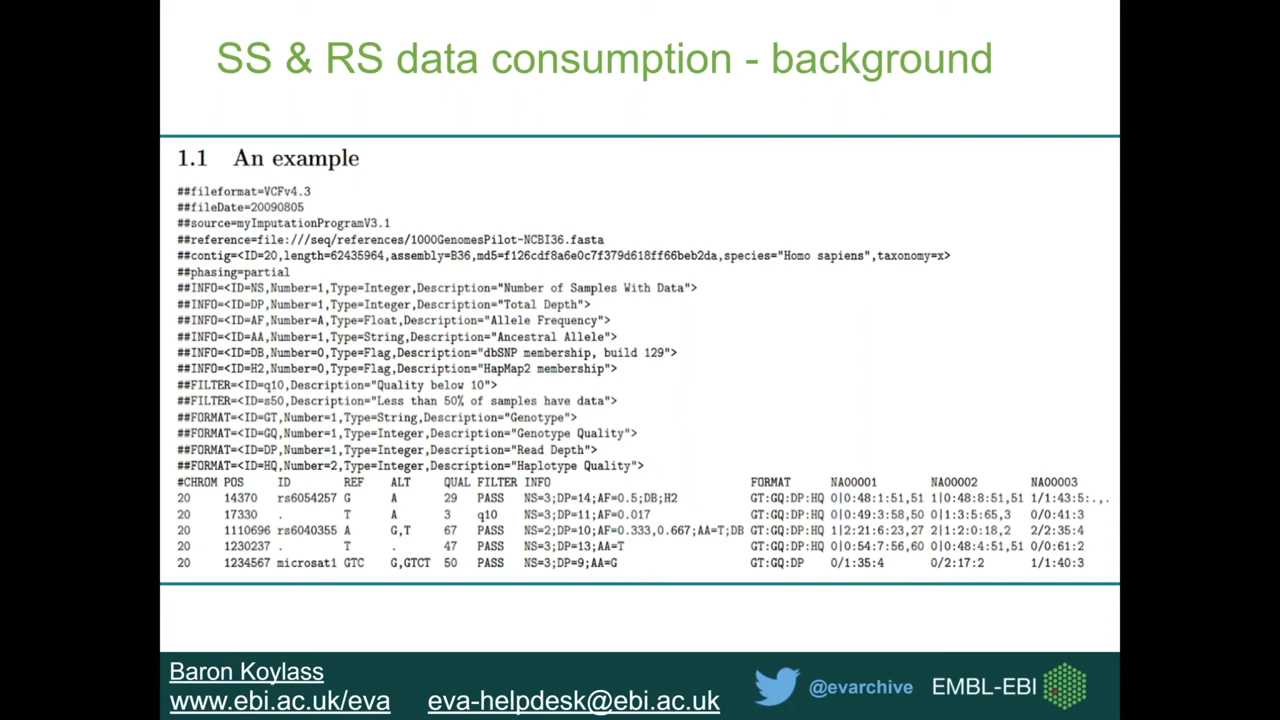 SS & RS data consumption - background
1.1 An example
##fileformat=VCFv4.3
##fileDate=20090805
##source=myImputationProgramV3.1
##reference=file:///seq/references/1000GenomesPilot-NCBI36.fasta
##contig=<ID=20,length=62435964,assembly=B36,md5=f126cdf8a6e0c7f379d618ff66beb2da,species="Homo sapiens",taxonomy=x>
##phasing=partial
##INFO=<ID=NS,Number=1,Type=Integer,Description="Number of Samples With Data">
##INFO=<ID=DP,Number=1,Type=Integer,Description="Total Depth">
##INFO=<ID=AF,Number=A,Type=Float,Description="Allele Frequency">
##INFO=<ID=AA,Number=1,Type=String,Description="Ancestral Allele">
##INFO=<ID=DB,Number=0,Type=Flag,Description="dbSNP membership, build 129">
##INFO=<ID=H2,Number=0,Type=Flag,Description="HapMap2 membership">
##FILTER=<ID=q10,Description="Quality below 10">
##FILTER=<ID=s50,Description="Less than 50% of samples have data">
##FORMAT=<ID=GT,Number=1,Type=String,Description="Genotype">
##FORMAT=<ID=GQ,Number=1,Type=Integer,Description="Genotype Quality">
##FORMAT=<ID=DP,Number=1,Type=Integer,Description="Read Depth">
##FORMAT=<ID=HQ,Number=2,Type=Integer,Description="Haplotype Quality">
#CHROM POS ID REF ALT QUAL FILTER INFO FORMAT NA00001 NA00002 NA00003
20 14370 rs6054257 G A 29 PASS NS=3;DP=14;AF=0.5;DB;H2 GT:GQ:DP:HQ 0|0:48:1:51,51 1|0:48:8:51,51 1/1:43:5:.,.
20 17330 . T A 3 q10 NS=3;DP=11;AF=0.017 GT:GQ:DP:HQ 0|0:49:3:58,50 0|1:3:5:65,3 0/0:41:3
20 1110696 rs6040355 A G,T 67 PASS NS=2;DP=10;AF=0.333,0.667;AA=T;DB GT:GQ:DP:HQ 1|2:21:6:23,27 2|1:2:0:18,2 2/2:35:4
20 1230237 . T . 47 PASS NS=3;DP=13;AA=T GT:GQ:DP:HQ 0|0:54:7:56,60 0|0:48:4:51,51 0/0:61:2
20 1234567 microsat1 GTC G,GTCT 50 PASS NS=3;DP=9;AA=G GT:GQ:DP 0/1:35:4 0/2:17:2 1/1:40:3
Baron Koylass
www.ebi.ac.uk/eva eva-helpdesk@ebi.ac.uk
@evarchive EMBL-EBI